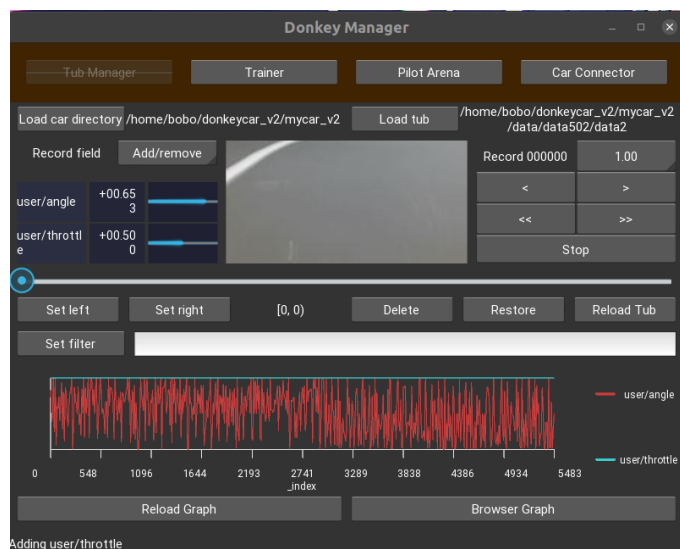 Donkey Manager
Tub Manager
Trainer
Pilot Arena
Car Connector
Load car directory
/home/bobo/donkeycar_v2/mycar_v2
Load tub
/home/bobo/donkeycar_v2/mycar_v2
/data/data502/data2
Record field
Add/remove
Record 000000
1.00
user/angle
+00.65
3
<
>
user/throttl
e
+00.50
0
<<
>>
Stop
Set left
Set right
[0, 0)
Delete
Restore
Reload Tub
Set filter
user/angle
user/throttle
0 548 1096 1644 2193 2741 3289 3838 4386 4934 5483
_index
Reload Graph
Browser Graph
Adding user/throttle